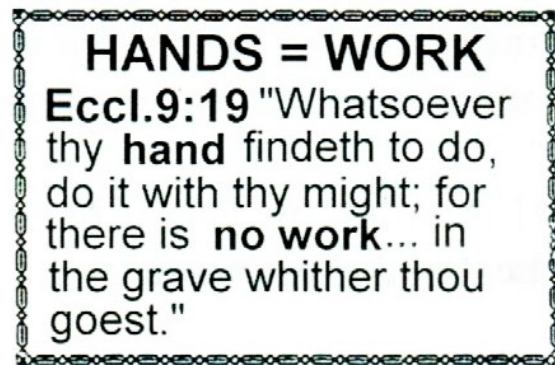 HANDS = WORK
Eccl.9:19 "Whatsoever
thy hand findeth to do,
do it with thy might; for
there is no work... in
the grave whither thou
goest."